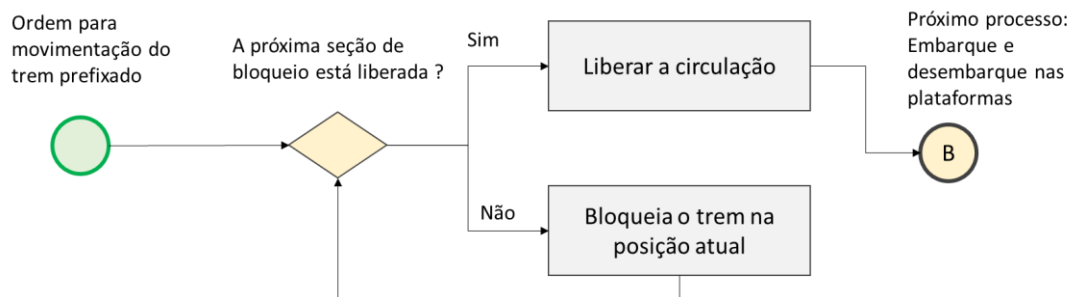 Ordem para
movimentação do
trem prefixado
A próxima seção de
bloqueio está liberada ?
Sim
Liberar a circulação
Próximo processo:
Embarque e
desembarque nas
plataformas
B
Não
Bloqueia o trem na
posição atual